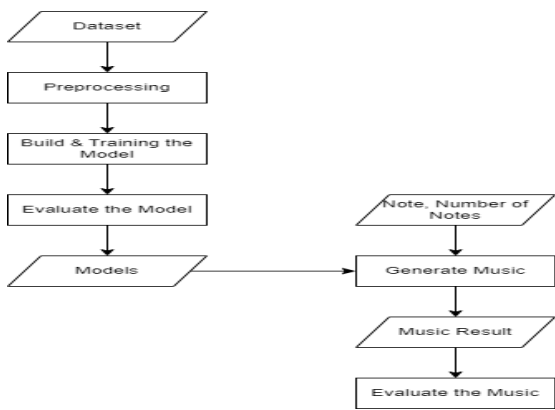 Dataset
Preprocessing
Build & Training the
Model
Evaluate the Model
Models
Note, Number of
Notes
Generate Music
Music Result
Evaluate the Music